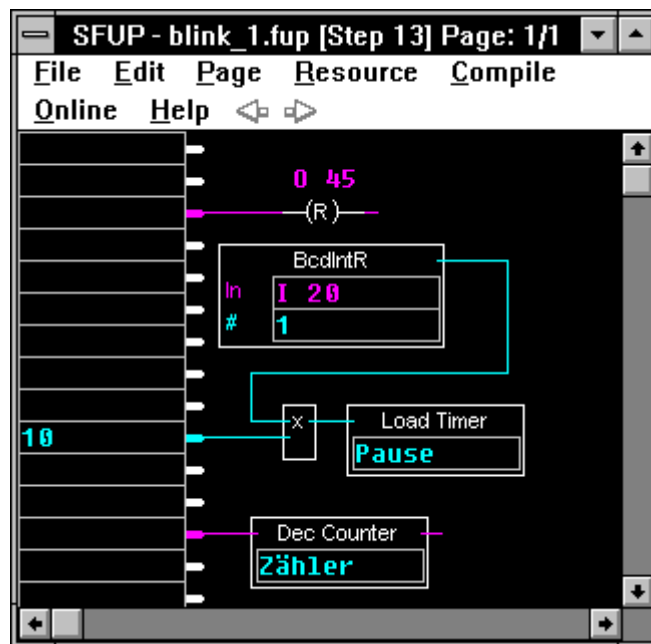 SFUP - blink_1.fup [Step 13] Page: 1/1
File Edit Page Resource Compile
Online Help
O 45
(R)
BcdIntR
In I 20
# 1
x Load Timer
10
Pause
Dec Counter
Zähler